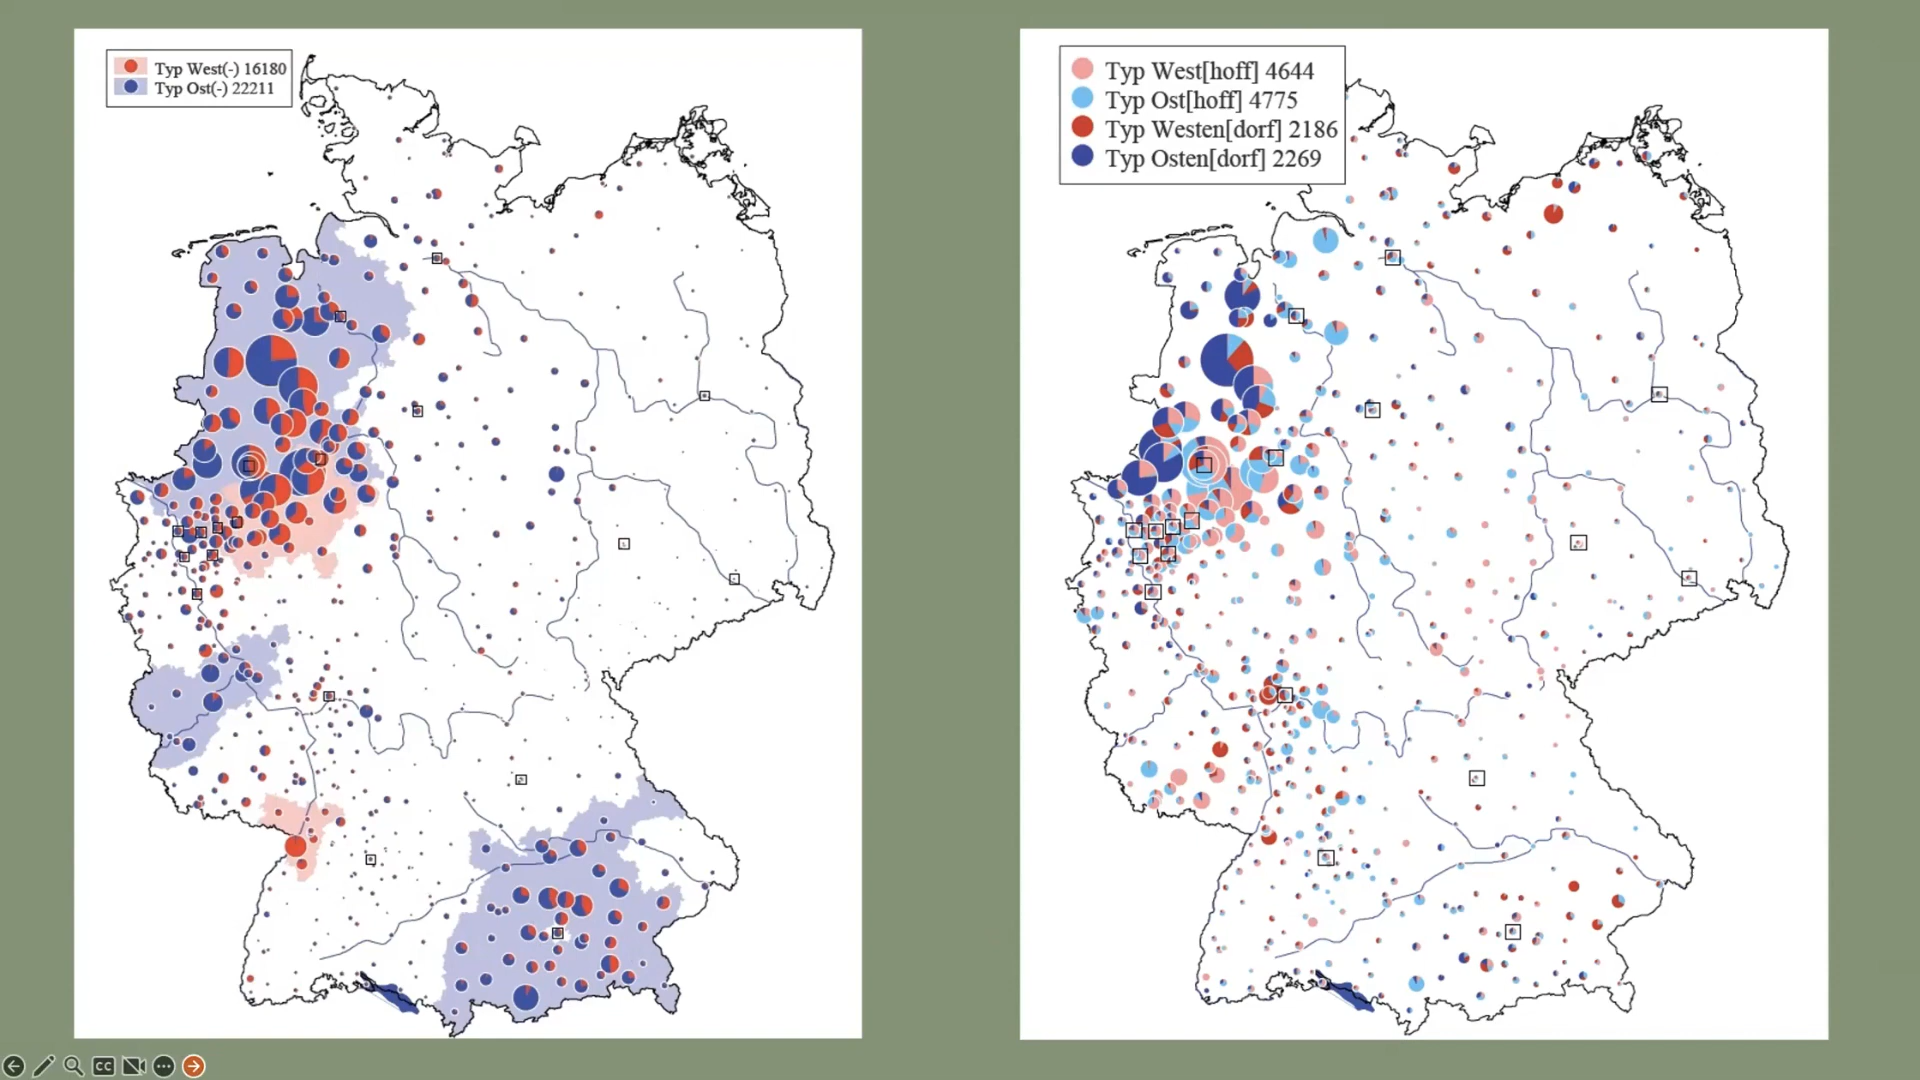 Typ West(-) 16180
Typ Ost(-) 22211
Typ West[hoff] 4644
Typ Ost[hoff] 4775
Typ Westen[dorf] 2186
Typ Osten[dorf] 2269
CC